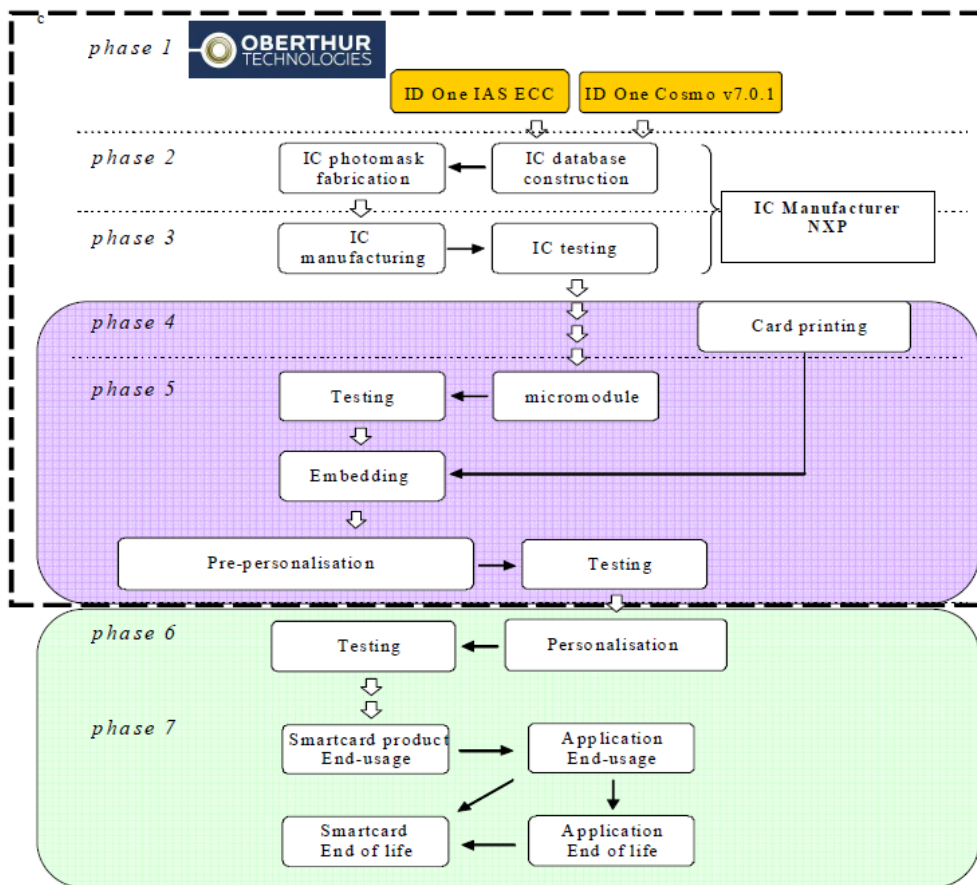 c
phase 1
OBERTHUR
TECHNOLOGIES
ID One IAS ECC
ID One Cosmo v7.0.1
phase 2
IC photomask
fabrication
IC database
construction
IC Manufacturer
NXP
phase 3
IC
manufacturing
IC testing
phase 4
Card printing
phase 5
Testing
micromodule
Embedding
Pre-personalisation
Testing
phase 6
Testing
Personalisation
phase 7
Smartcard product
End-usage
Application
End-usage
Smartcard
End of life
Application
End of life